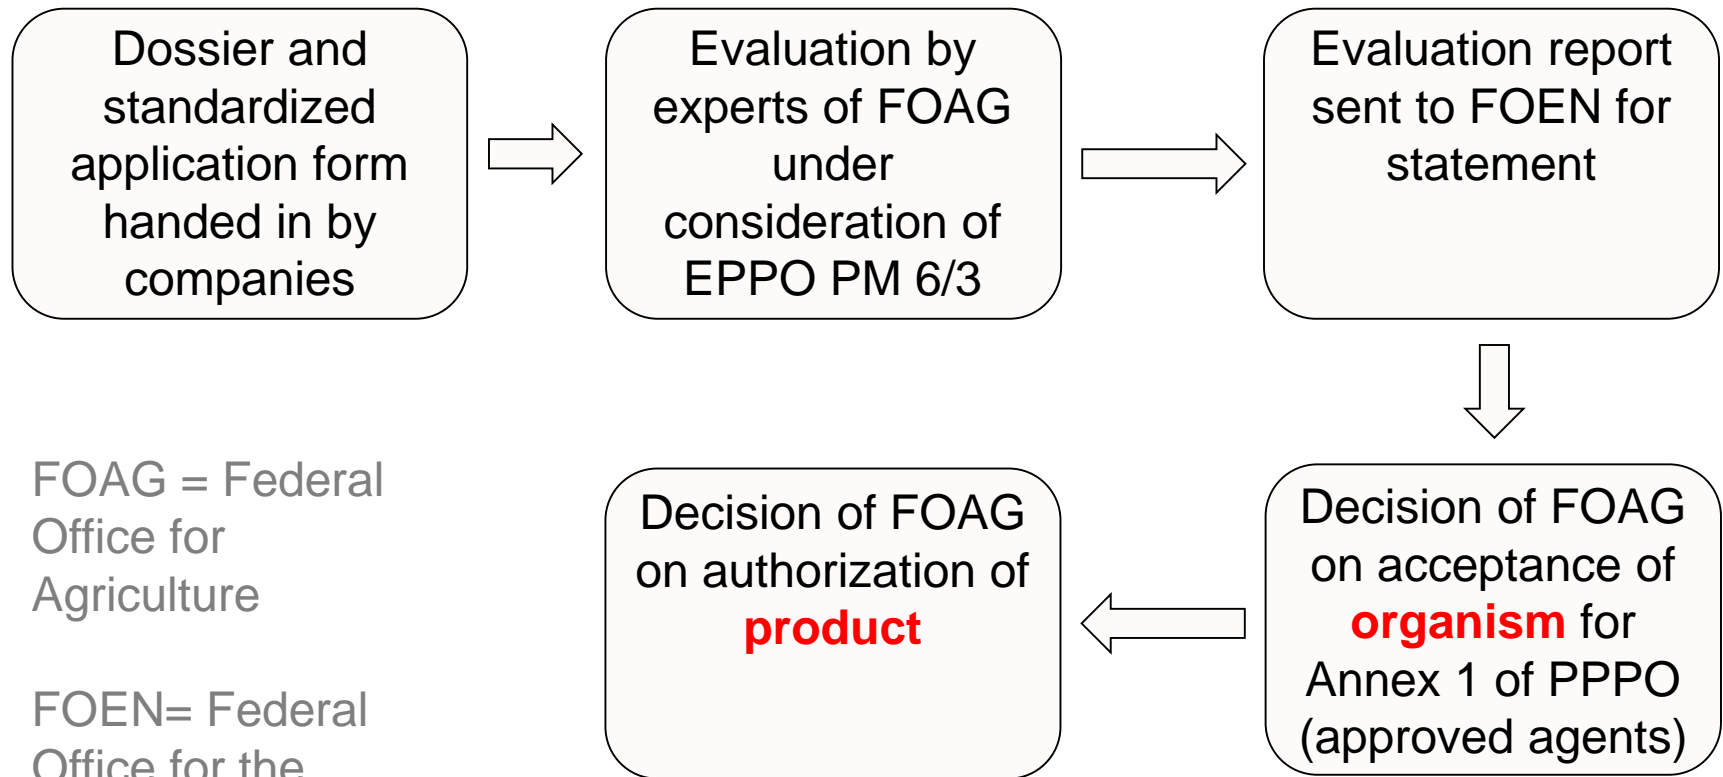 Dossier and
standardized
application form
handed in by
companies
Evaluation by
experts of FOAG
under
consideration of
EPPO PM 6/3
Evaluation report
sent to FOEN for
statement
Decision of FOAG
on acceptance of
organism for
Annex 1 of PPPO
(approved agents)
Decision of FOAG
on authorization of
product
FOAG = Federal
Office for
Agriculture
FOEN= Federal
Office for the